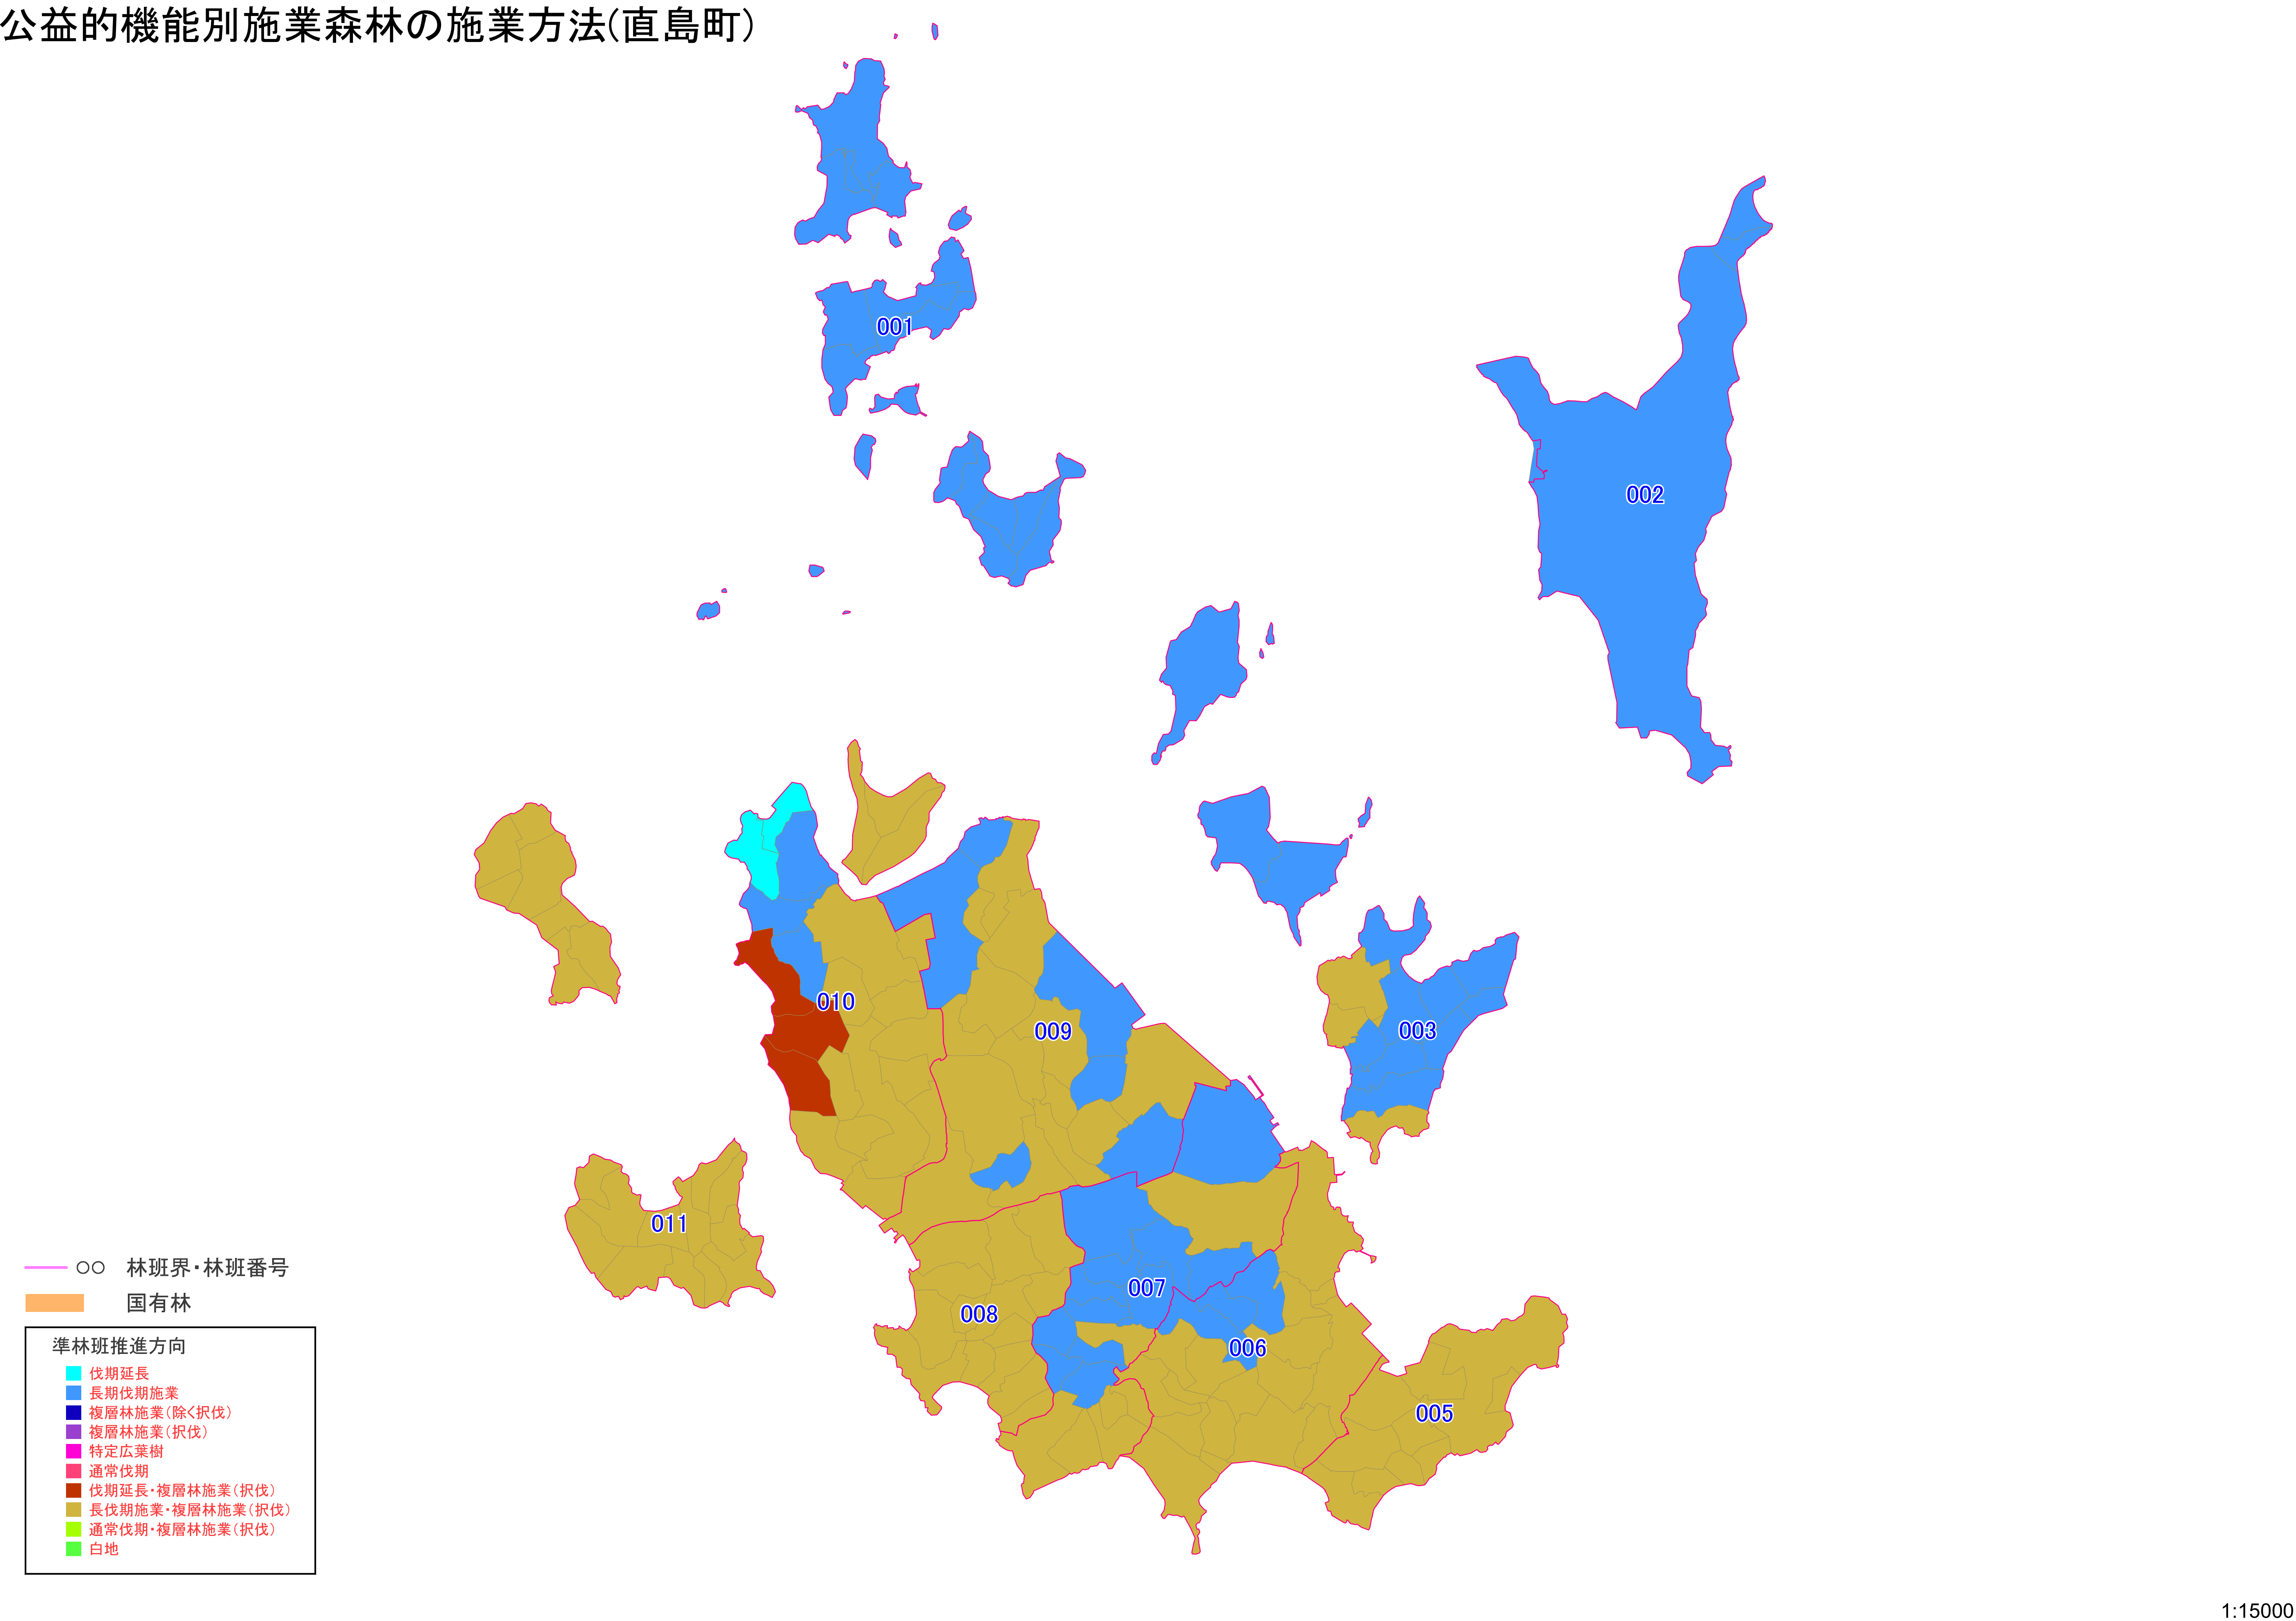 公益的機能別施業森林の施業方法(直島町)
001
002
010
009
003
011
007
008
006
005
○○ 林班界・林班番号
国有林
準林班推進方向
伐期延長
長期伐期施業
複層林施業(除く択伐)
複層林施業(択伐)
特定広葉樹
通常伐期
伐期延長・複層林施業(択伐)
長伐期施業・複層林施業(択伐)
通常伐期・複層林施業(択伐)
白地
1:15000